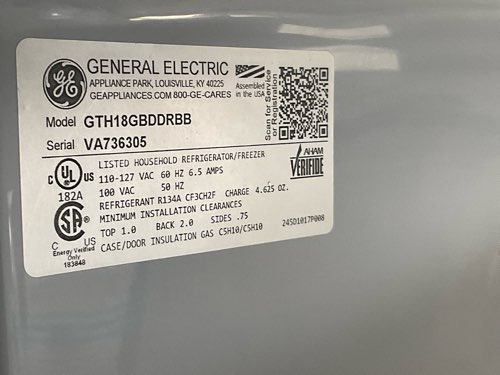 GE
GENERAL ELECTRIC
APPLIANCE PARK, LOUISVILLE, KY 40225
GEAPPLIANCES.COM 800-GE-CARES
Assembled
in the USA
Scan for Service
or Registration
Model GTH18GBDDRBB
Serial VA736305
C UL US
LISTED
182A
LISTED HOUSEHOLD REFRIGERATOR/FREEZER
110-127 VAC 60 HZ 6.5 AMPS
100 VAC 50 HZ
REFRIGERANT R134A CF3CH2F CHARGE 4.625 OZ.
MINIMUM INSTALLATION CLEARANCES
TOP 1.0 BACK 2.0 SIDES .75
CASE/DOOR INSULATION GAS C5H10/C5H10
AHAM
VERIFIDE
245D1017P008
C US
Energy Verified
Only
183848